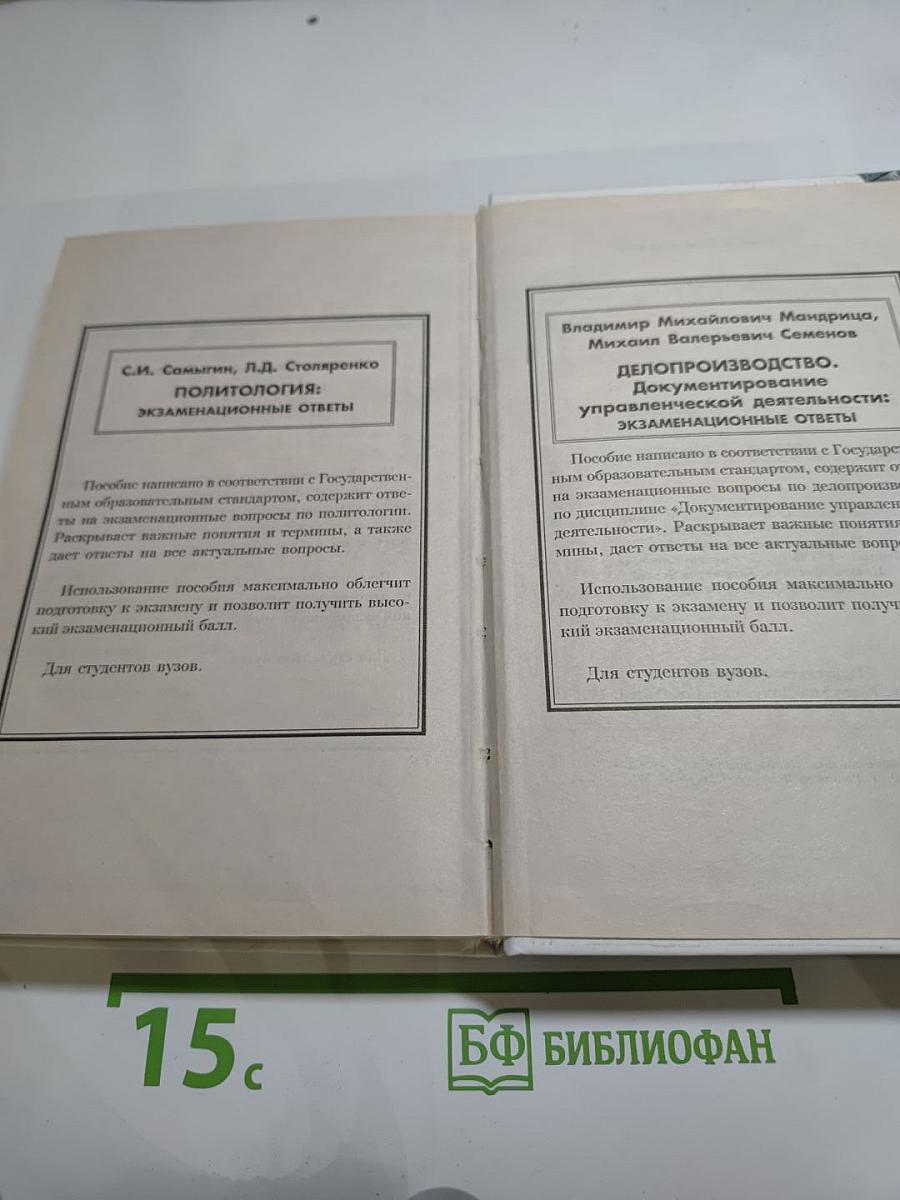 С.И. Самыгин, Л.Д. Столяренко
ПОЛИТОЛОГИЯ:
ЭКЗАМЕНАЦИОННЫЕ ОТВЕТЫ
Пособие написано в соответствии с Государствен-
ным образовательным стандартом, содержит отве-
ты на экзаменационные вопросы по политологии.
Раскрывает важные понятия и термины, а также
дает ответы на все актуальные вопросы.
Использование пособия максимально облегчит
подготовку к экзамену и позволит получить высо-
кий экзаменационный балл.
Для студентов вузов.
Владимир Михайлович Мандрица,
Михаил Валерьевич Семенов
ДЕЛОПРОИЗВОДСТВО.
Документирование
управленческой деятельности:
ЭКЗАМЕНАЦИОННЫЕ ОТВЕТЫ
Пособие написано в соответствии с Государст
ным образовательным стандартом, содержит от
на экзаменационные вопросы по делопроизво
по дисциплине «Документирование управлен
деятельности». Раскрывает важные понятия
мины, дает ответы на все актуальные вопр
Использование пособия максимально
подготовку к экзамену и позволит получ
кий экзаменационный балл.
Для студентов вузов.
15 с
БФ БИБЛИОФАН